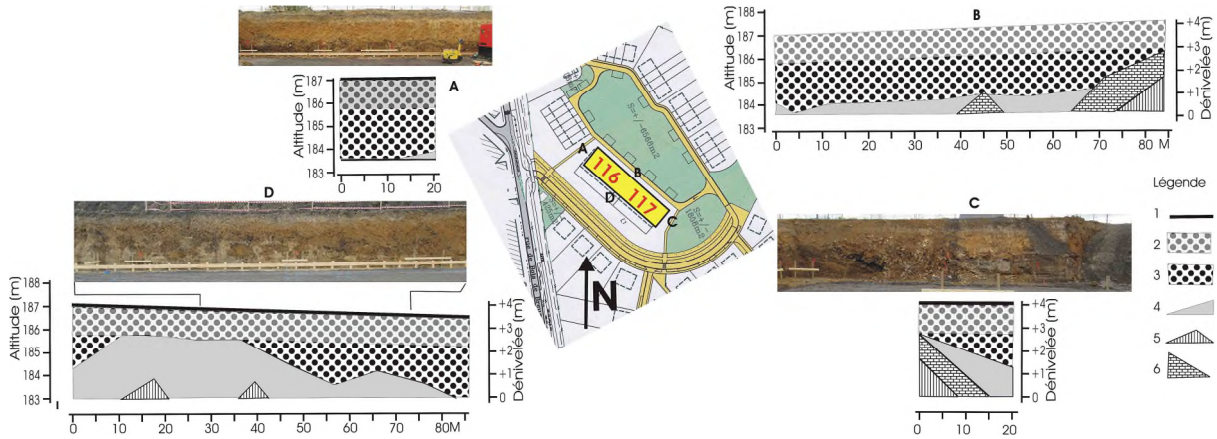 A
Altitude (m)
187
186
185
184
183
0 10 20
B
Altitude (m)
188
187
186
185
184
183
+4
+3
+2
+1
0
Dénivelée (m)
0 10 20 30 40 50 60 70 80M
S=+/-6566m2
A
116
B
117
D
C
S=+/-
1858m2
N
D
Altitude (m)
188
187
186
185
184
183
+4
+3
+2
+1
0
Dénivelée (m)
0 10 20 30 40 50 60 70 80M
C
+4
+3
+2
+1
0
Dénivelée (m)
0 10 20
Légende
1
2
3
4
5
6